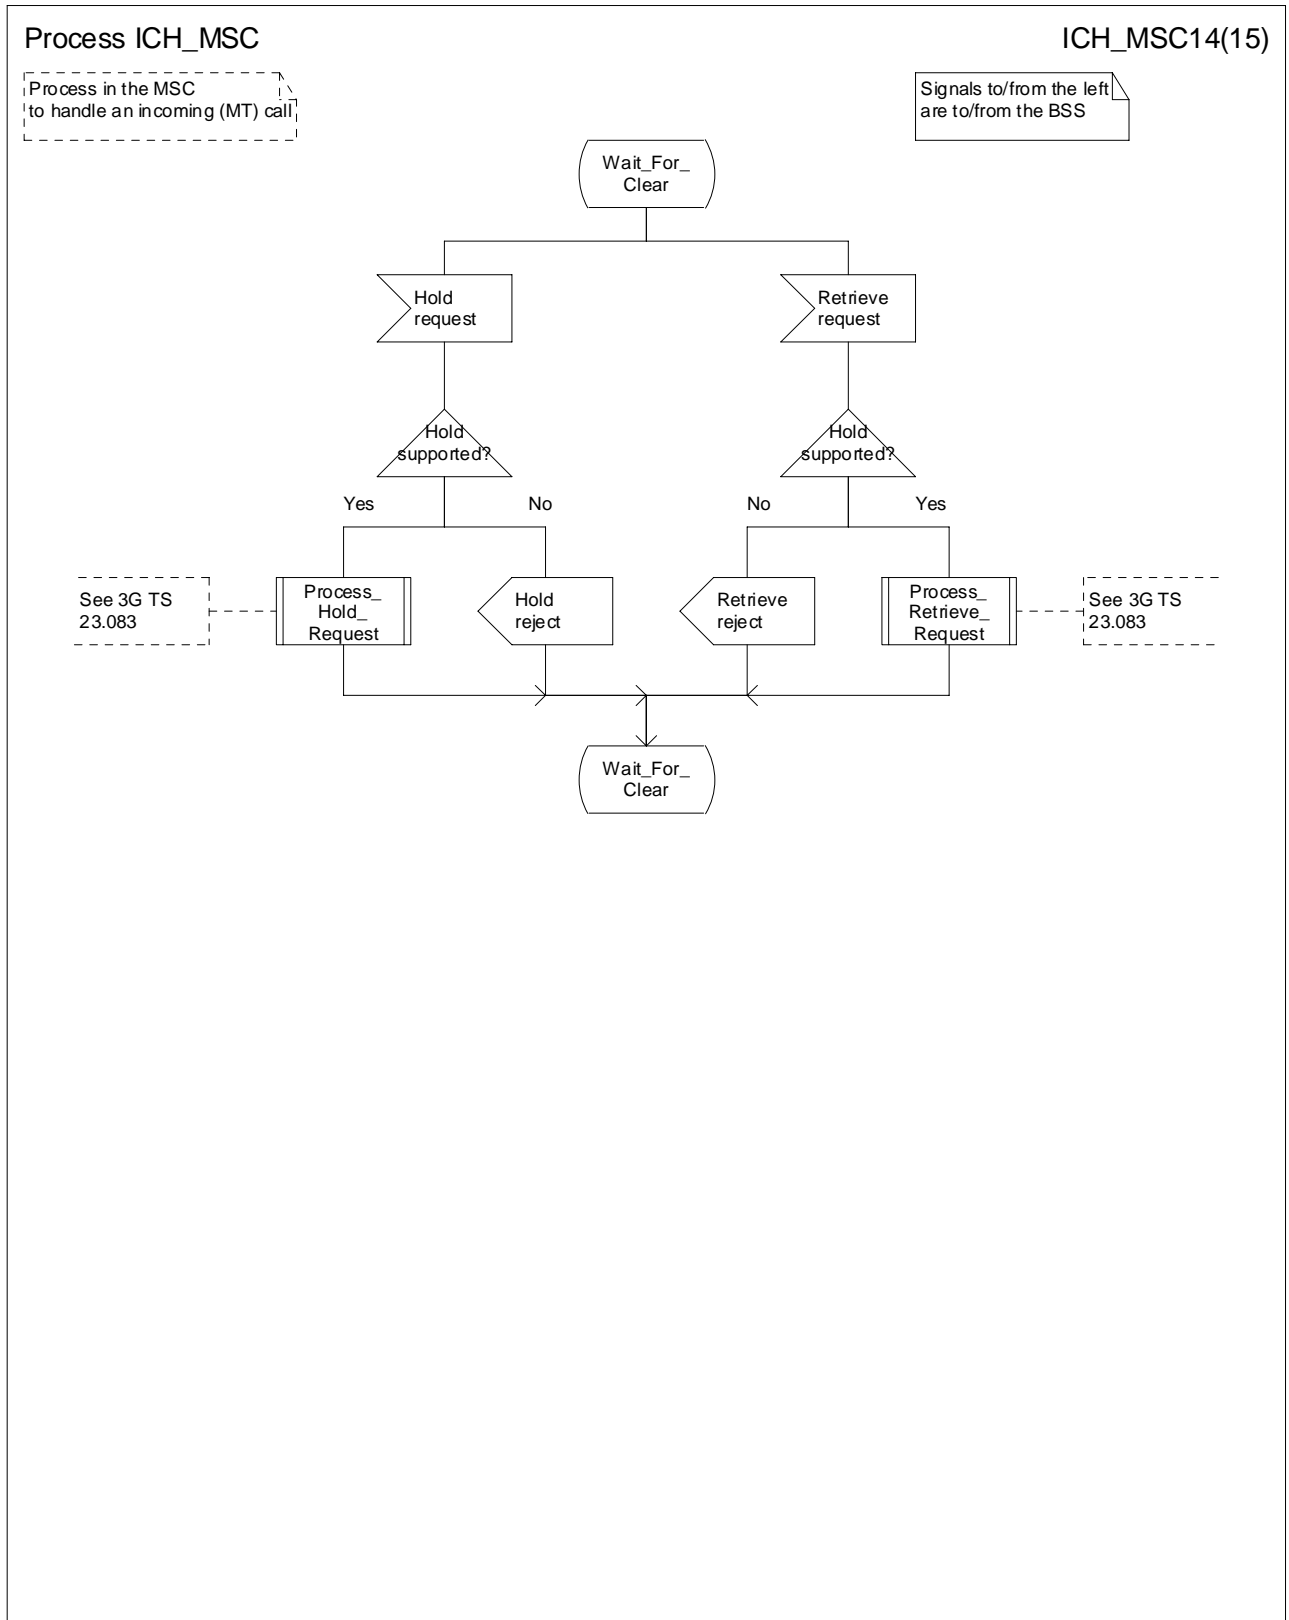 Process ICH_MSC
ICH_MSC14(15)
Process in the MSC
to handle an incoming (MT) call
Signals to/from the left
are to/from the BSS
Wait_For_
Clear
Hold
request
Retrieve
request
Hold
supported?
Hold
supported?
Yes
No
No
Yes
See 3G TS
23.083
Process_
Hold_
Request
Hold
reject
Retrieve
reject
Process_
Retrieve_
Request
See 3G TS
23.083
Wait_For_
Clear